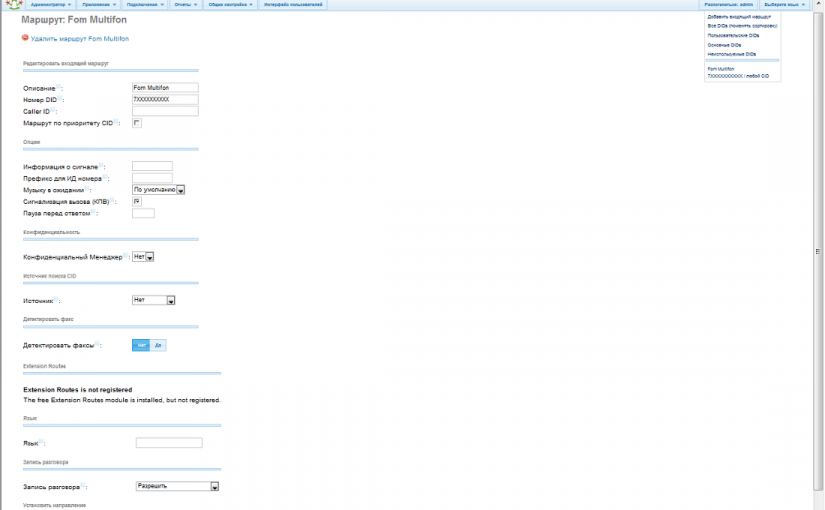 Администратор Приложения Подключения Отчеты Общие настройки Интерфейс пользователей Разлогиниться: admin Выберите язык
Маршрут: Fom Multifon
Удалить маршрут Fom Multifon
Добавить входящий маршрут
Все DIDs (поменять сортировку)
Пользовательские DIDs
Основные DIDs
Неиспользуемые DIDs
Fom Multifon
7XXXXXXXXXX / любой CID
Редактировать входящий маршрут
Описание: Fom Multifon
Номер DID: 7XXXXXXXXXX
Caller ID:
Маршрут по приоритету CID:
Опции
Информация о сигнале:
Префикс для ИД номера:
Музыка в ожидании: По умолчанию
Сигнализация вызова (КПВ):
Пауза перед ответом:
Конфиденциальность
Конфиденциальный Менеджер: Нет
Источник поиска CID
Источник: Нет
Детектировать факс
Детектировать факсы: Нет Да
Extension Routes
Extension Routes is not registered
The free Extension Routes module is installed, but not registered.
Язык
Язык:
Запись разговора
Запись разговора: Разрешить
Установить направление